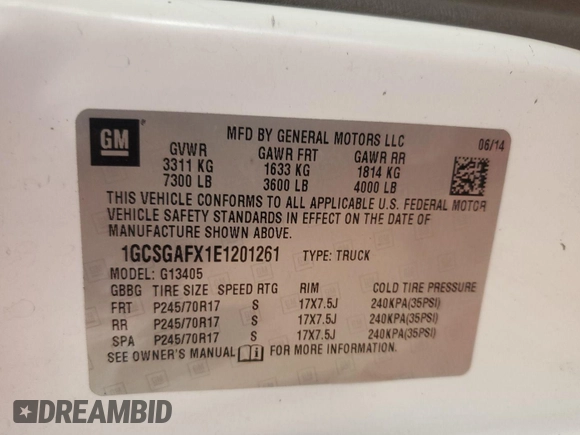 GM
MFD BY GENERAL MOTORS LLC 06/14
GVWR GAWR FRT GAWR RR
3311 KG 1633 KG 1814 KG
7300 LB 3600 LB 4000 LB
THIS VEHICLE CONFORMS TO ALL APPLICABLE U.S. FEDERAL MOTOR
VEHICLE SAFETY STANDARDS IN EFFECT ON THE DATE OF
MANUFACTURE SHOWN ABOVE.
1GCSGAFX1E1201261 TYPE: TRUCK
MODEL: G13405
GBBG TIRE SIZE SPEED RTG RIM COLD TIRE PRESSURE
FRT P245/70R17 S 17X7.5J 240KPA(35PSI)
RR P245/70R17 S 17X7.5J 240KPA(35PSI)
SPA P245/70R17 S 17X7.5J 240KPA(35PSI)
SEE OWNER'S MANUAL FOR MORE INFORMATION.
DREAMBID